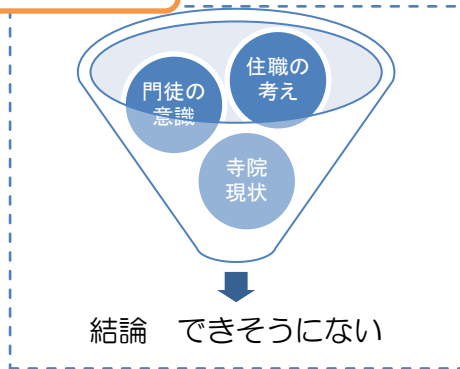 門徒の
意識
住職の
考え
寺院
現状
結論　できそうにない